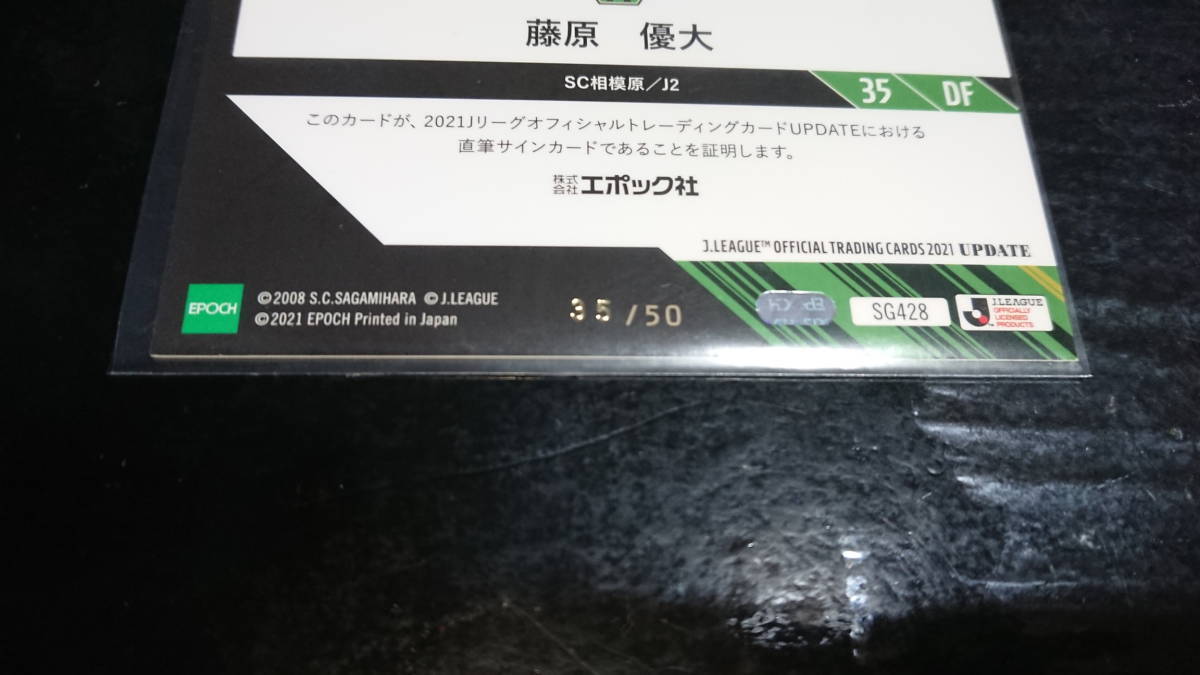 藤原 優大
SC相模原／J2
35 DF
このカードが、2021JリーグオフィシャルトレーディングカードUPDATEにおける
直筆サインカードであることを証明します。
株式会社エポック社
J.LEAGUE™ OFFICIAL TRADING CARDS 2021 UPDATE
EPOCH
©2008 S.C.SAGAMIHARA ©J.LEAGUE
©2021 EPOCH Printed in Japan
35 /50
SG428
J.LEAGUE
OFFICIALLY
LICENSED
PRODUCTS